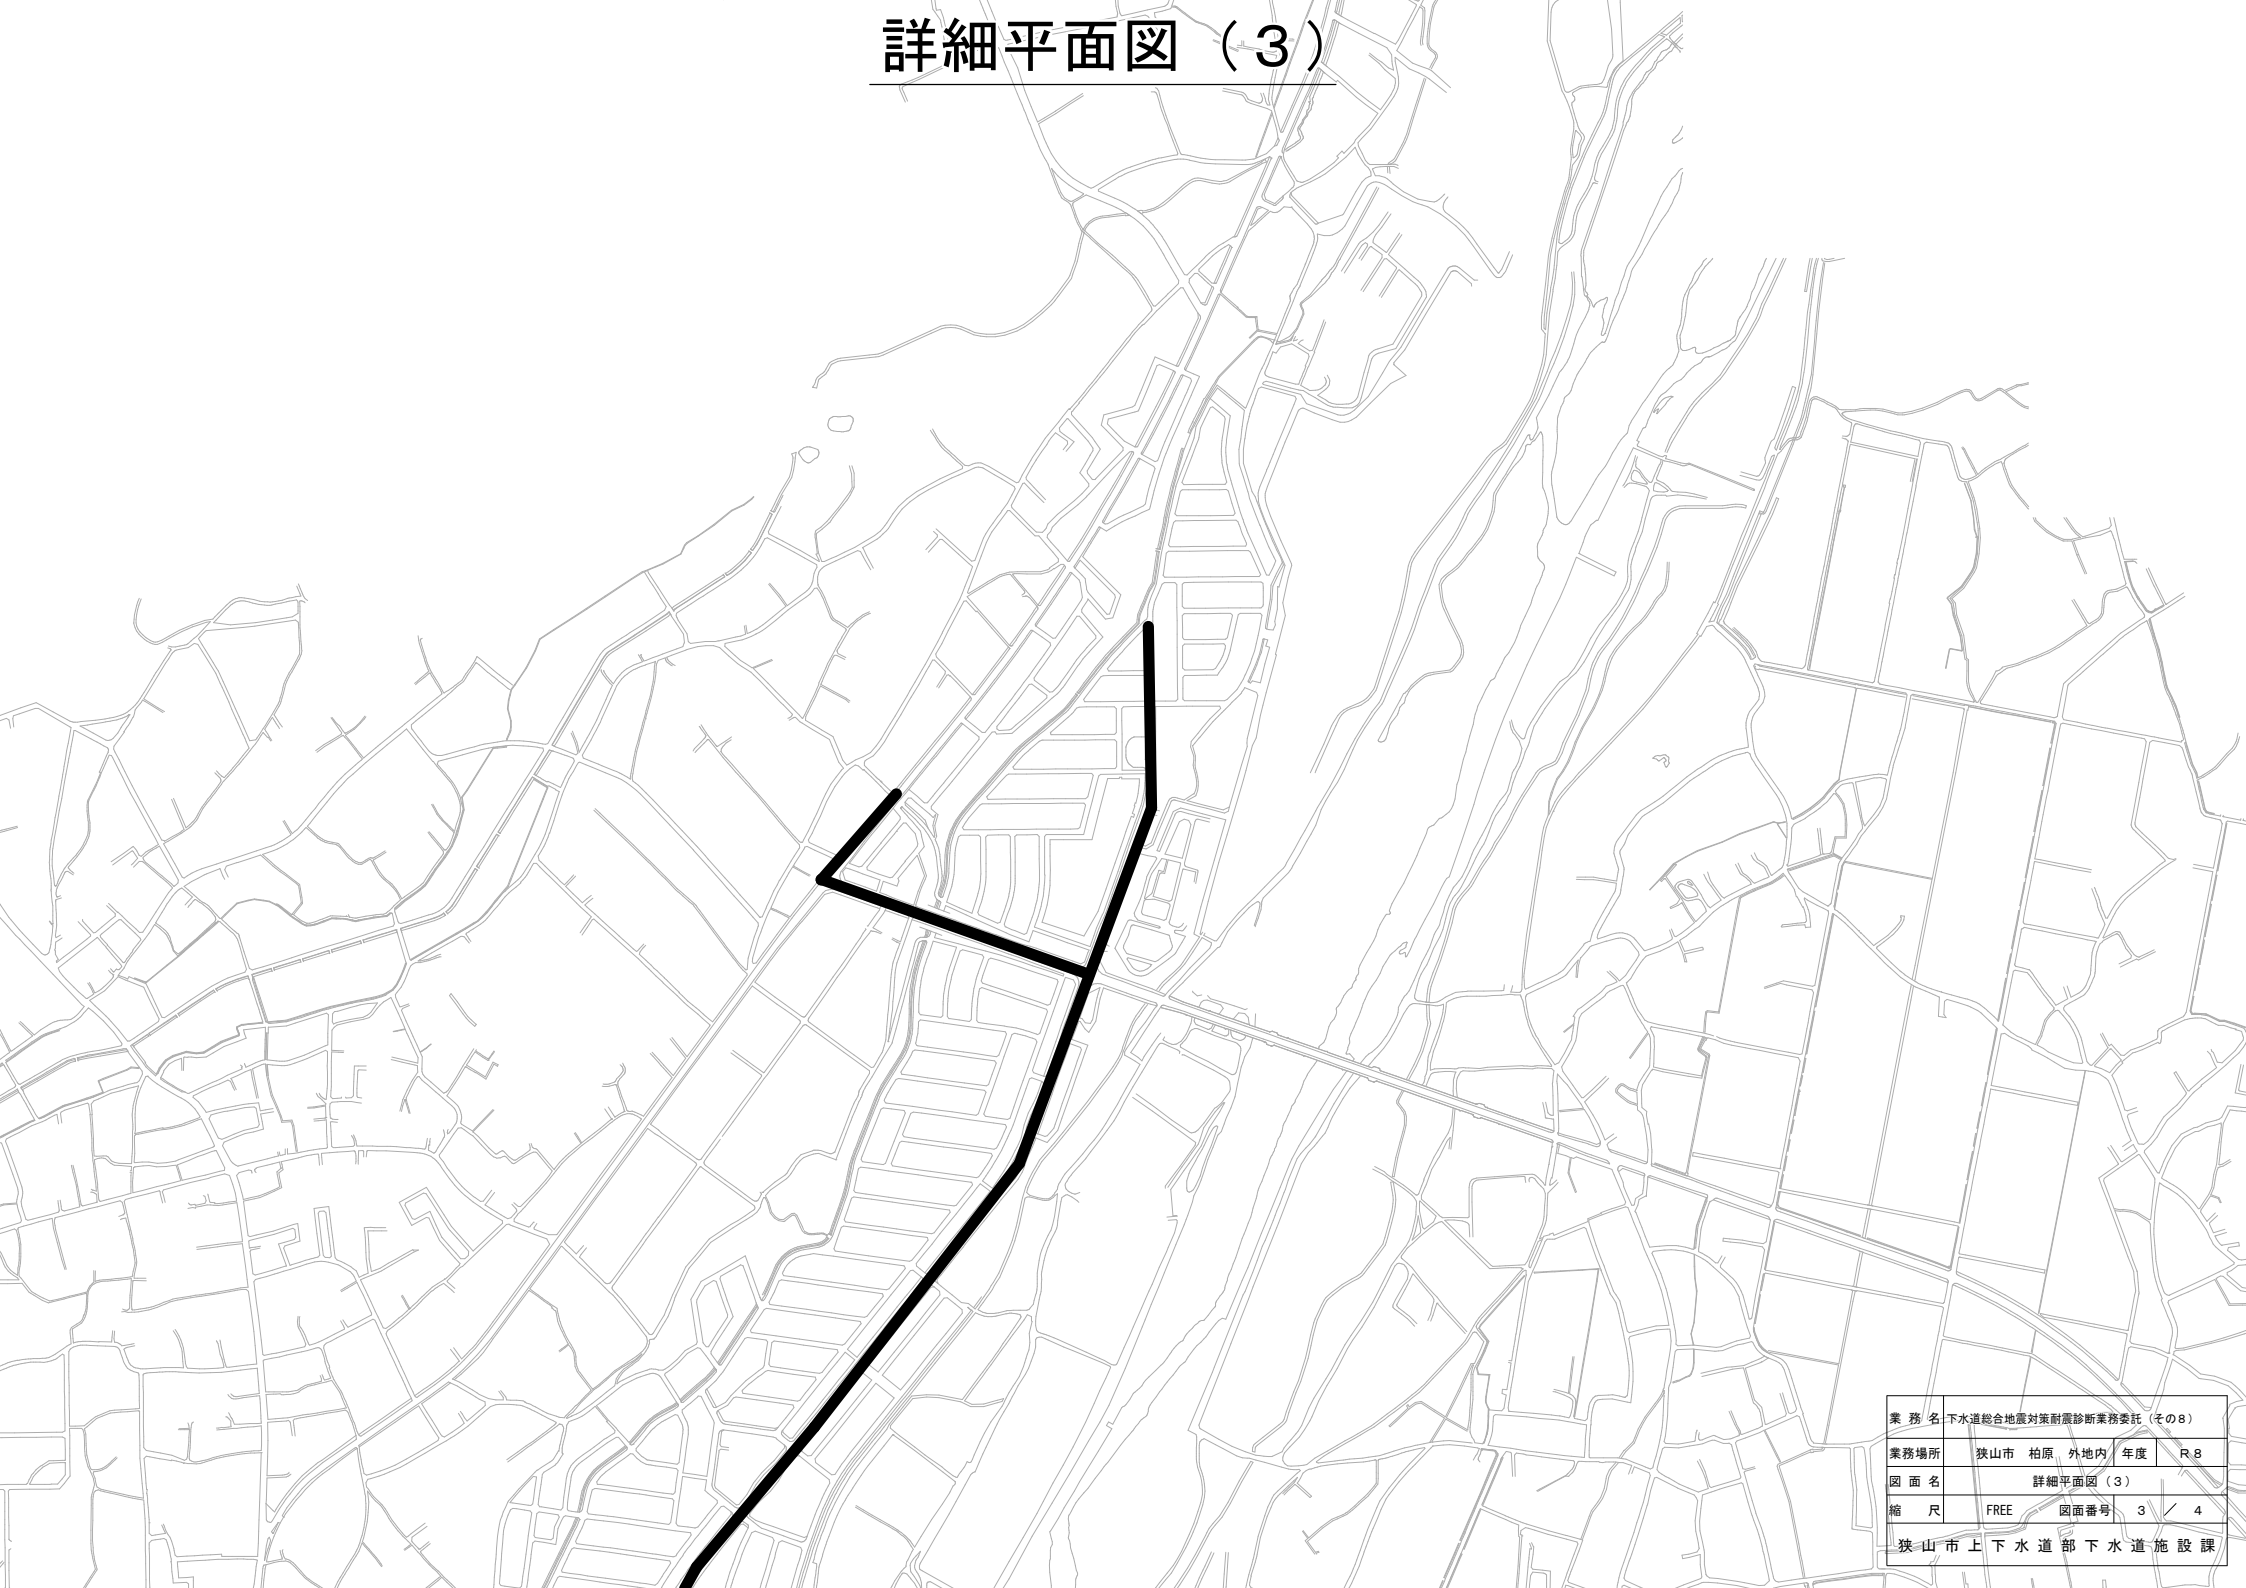 詳細平面図（３）
業務名 下水道総合地震対策耐震診断業務委託（その８）
業務場所 狭山市　柏原　外地内 年度 Ｒ８
図面名 詳細平面図（３）
縮尺 FREE 図面番号 ３ ／ ４
狭山市上下水道部下水道施設課